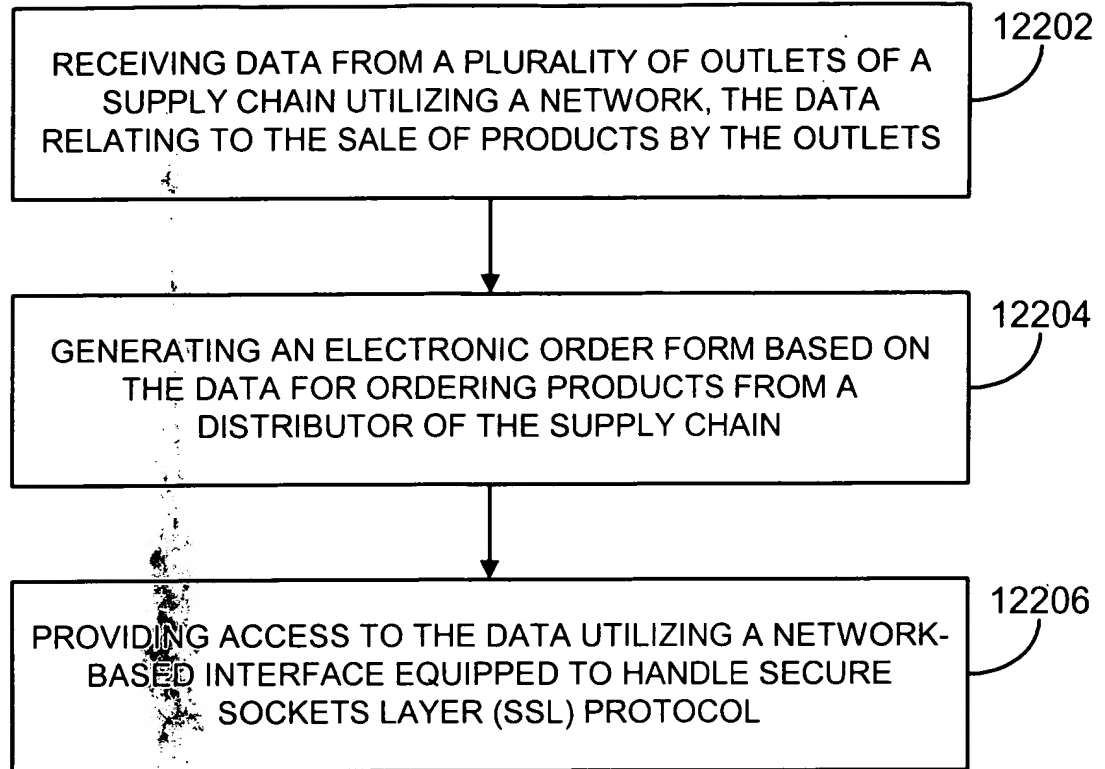 12202
RECEIVING DATA FROM A PLURALITY OF OUTLETS OF A
SUPPLY CHAIN UTILIZING A NETWORK, THE DATA
RELATING TO THE SALE OF PRODUCTS BY THE OUTLETS
12204
GENERATING AN ELECTRONIC ORDER FORM BASED ON
THE DATA FOR ORDERING PRODUCTS FROM A
DISTRIBUTOR OF THE SUPPLY CHAIN
12206
PROVIDING ACCESS TO THE DATA UTILIZING A NETWORK-
BASED INTERFACE EQUIPPED TO HANDLE SECURE
SOCKETS LAYER (SSL) PROTOCOL